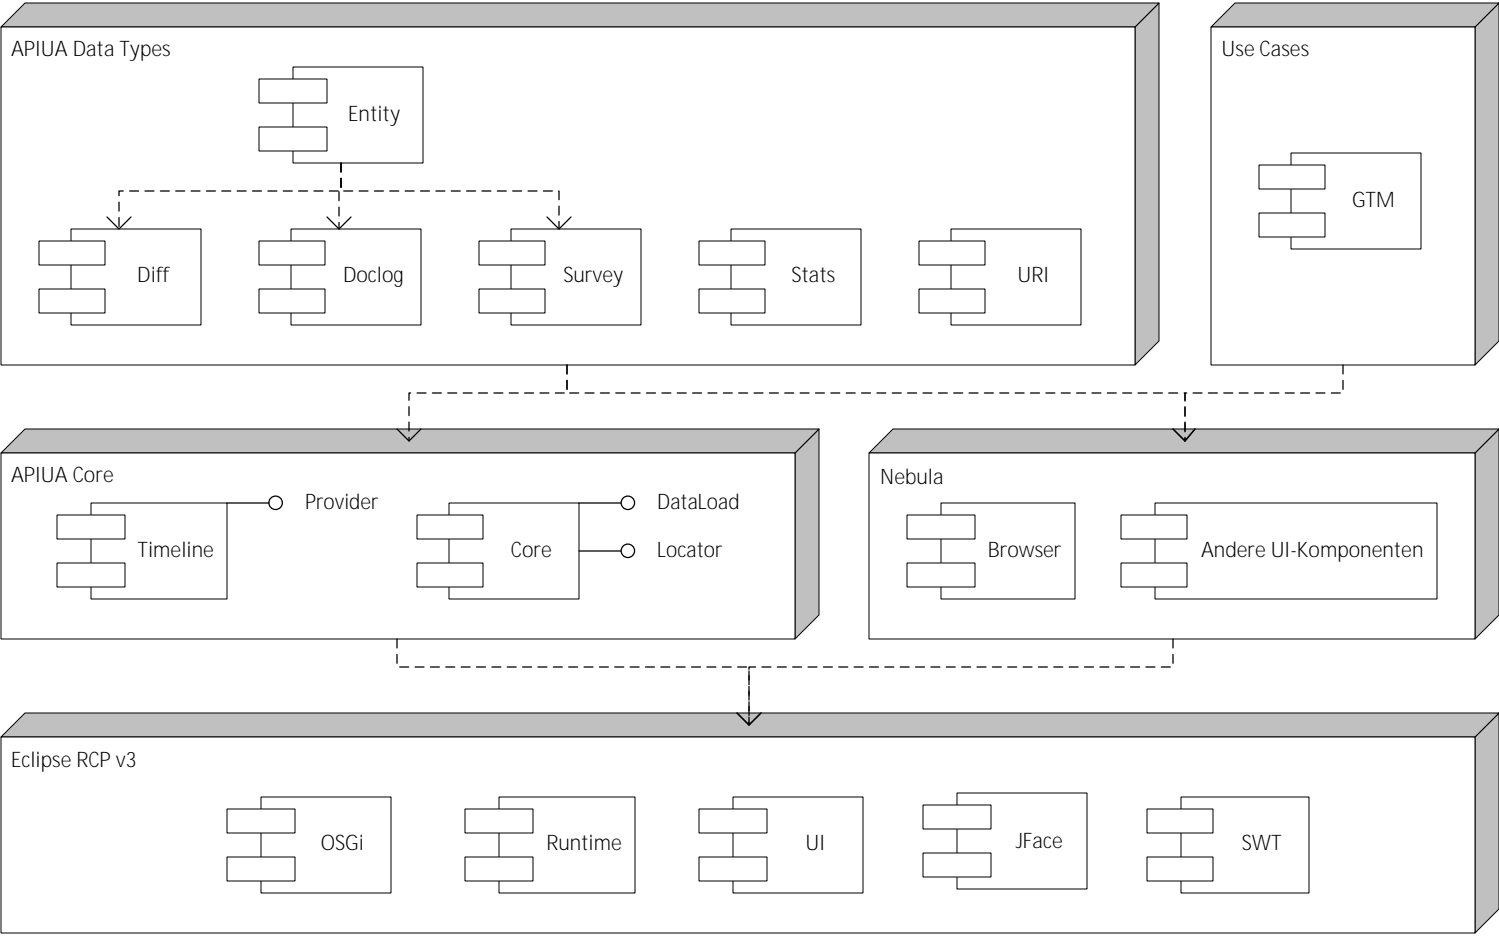 APIUA Data Types
Use Cases
Entity
GTM
Diff
Doclog
Survey
Stats
URI
APIUA Core
Nebula
Provider
DataLoad
Timeline
Core
Locator
Browser
Andere UI-Komponenten
Eclipse RCP v3
OSGi
Runtime
UI
JFace
SWT